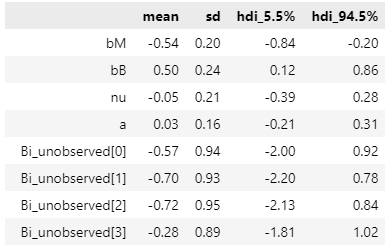 mean sd hdi_5.5% hdi_94.5%
bM -0.54 0.20 -0.84 -0.20
bB 0.50 0.24 0.12 0.86
nu -0.05 0.21 -0.39 0.28
a 0.03 0.16 -0.21 0.31
Bi_unobserved[0] -0.57 0.94 -2.00 0.92
Bi_unobserved[1] -0.70 0.93 -2.20 0.78
Bi_unobserved[2] -0.72 0.95 -2.13 0.84
Bi_unobserved[3] -0.28 0.89 -1.81 1.02